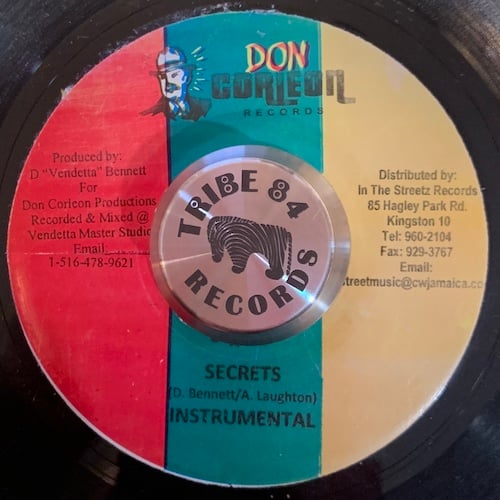 DON
CORLEON
RECORDS
Produced by:
D "Vendetta" Bennett
For
Don Corleon Productions
Recorded & Mixed @
Vendetta Master Studio
Email:
1-516-478-9621
TRIBE 84
RECORDS
Distributed by:
In The Streetz Records
85 Hagley Park Rd.
Kingston 10
Tel: 960-2104
Fax: 929-3767
Email:
treetmusic@cwjamaica.co
SECRETS
(D. Bennett/A. Laughton)
INSTRUMENTAL